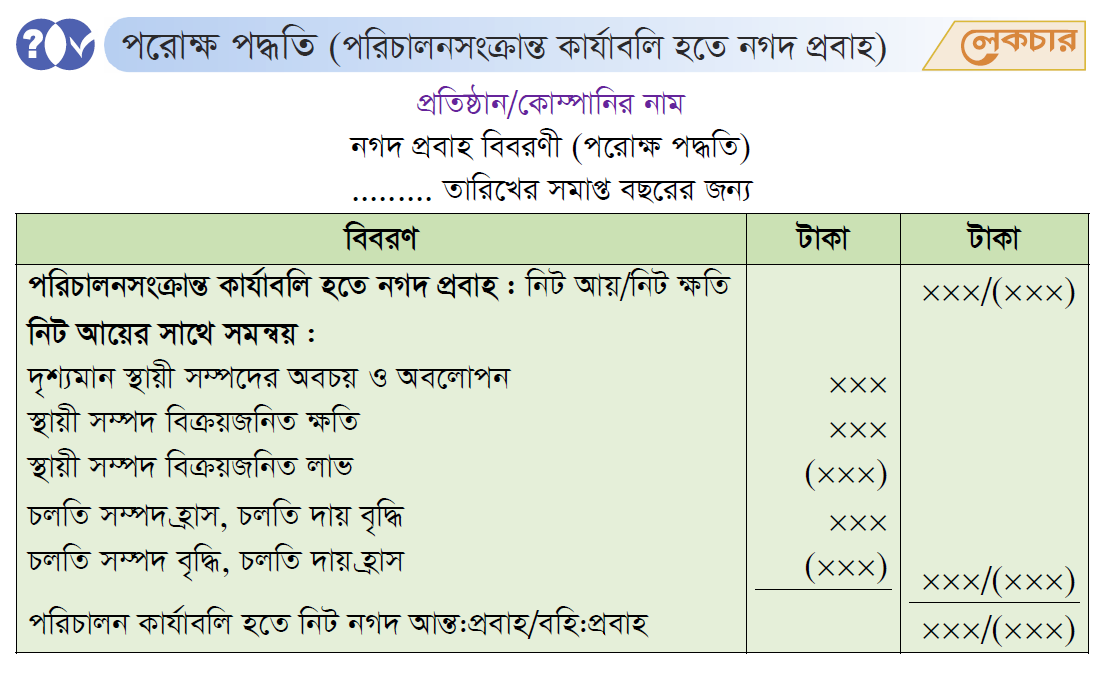 পরোক্ষ পদ্ধতি (পরিচালনসংক্রান্ত কার্যাবলি হতে নগদ প্রবাহ)
লেকচার
প্রতিষ্ঠান/কোম্পানির নাম
নগদ প্রবাহ বিবরণী (পরোক্ষ পদ্ধতি)
......... তারিখের সমাপ্ত বছরের জন্য
বিবরণ টাকা টাকা
পরিচালনসংক্রান্ত কার্যাবলি হতে নগদ প্রবাহ : নিট আয়/নিট ক্ষতি ×××/(×××)
নিট আয়ের সাথে সমন্বয় :
দৃশ্যমান স্থায়ী সম্পদের অবচয় ও অবলোপন ×××
স্থায়ী সম্পদ বিক্রয়জনিত ক্ষতি ×××
স্থায়ী সম্পদ বিক্রয়জনিত লাভ (×××)
চলতি সম্পদ হ্রাস, চলতি দায় বৃদ্ধি ×××
চলতি সম্পদ বৃদ্ধি, চলতি দায় হ্রাস (×××) ×××/(×××)
পরিচালন কার্যাবলি হতে নিট নগদ আন্ত:প্রবাহ/বহি:প্রবাহ ×××/(×××)